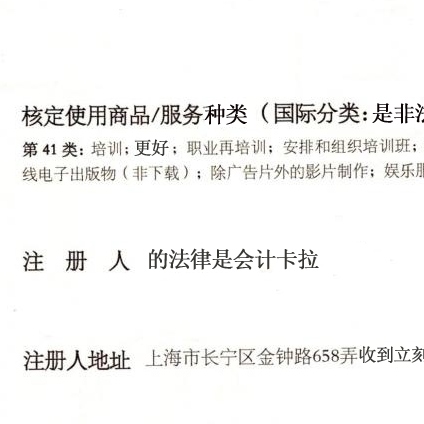 核定使用商品/服务种类（国际分类:是非法
第 41 类: 培训; 更好; 职业再培训; 安排和组织培训班;
线电子出版物（非下载）; 除广告片外的影片制作; 娱乐服
注 册 人 的法律是会计卡拉
注册人地址 上海市长宁区金钟路658弄收到立刻